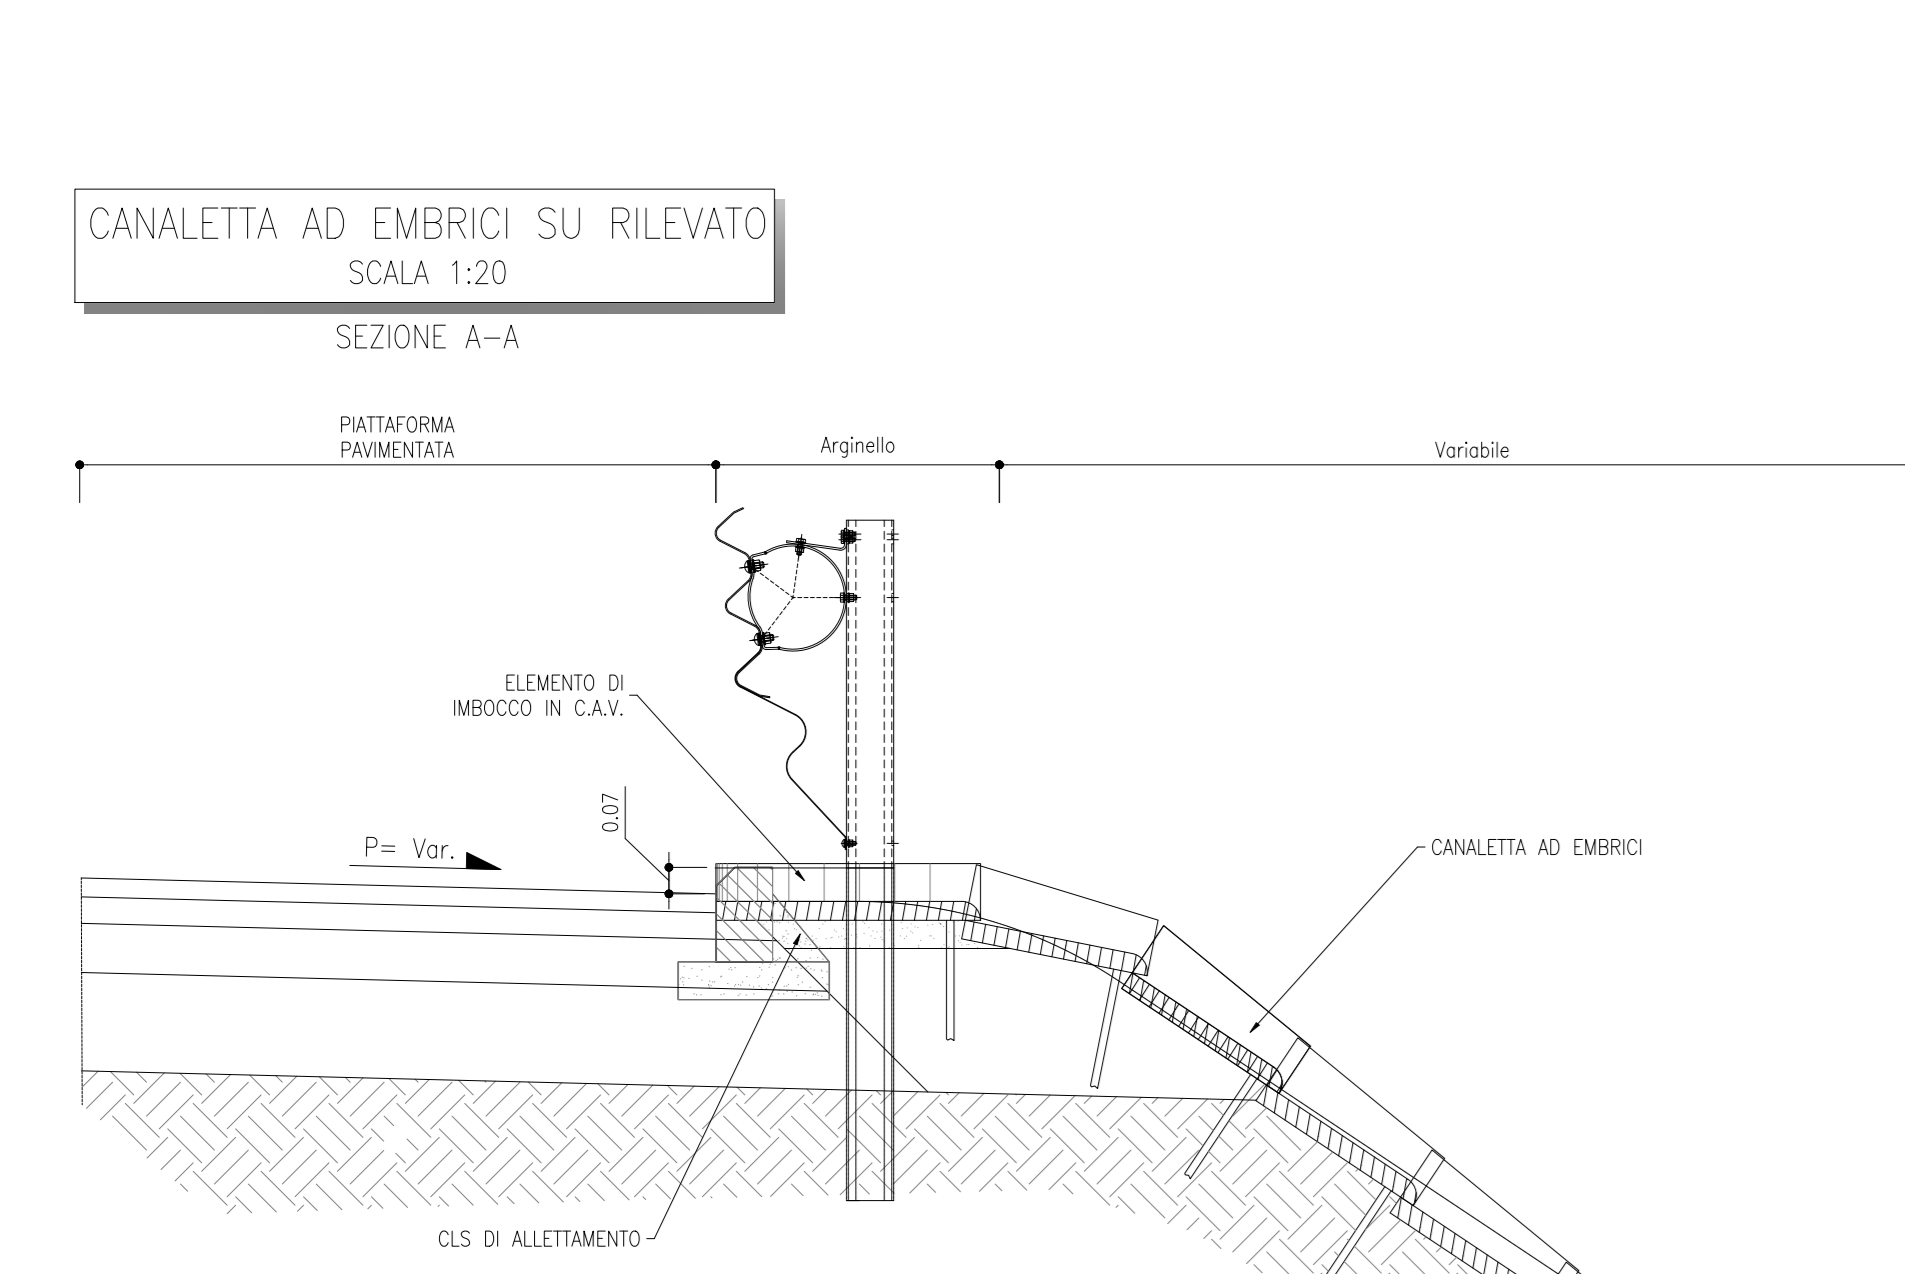 CANALETTA AD EMBRICI SU RILEVATO
SCALA 1:20
SEZIONE A-A
PIATTAFORMA
PAVIMENTATA
Arginello
Variabile
ELEMENTO DI
IMBOCCO IN C.A.V.
0.07
P= Var.
CANALETTA AD EMBRICI
CLS DI ALLETTAMENTO